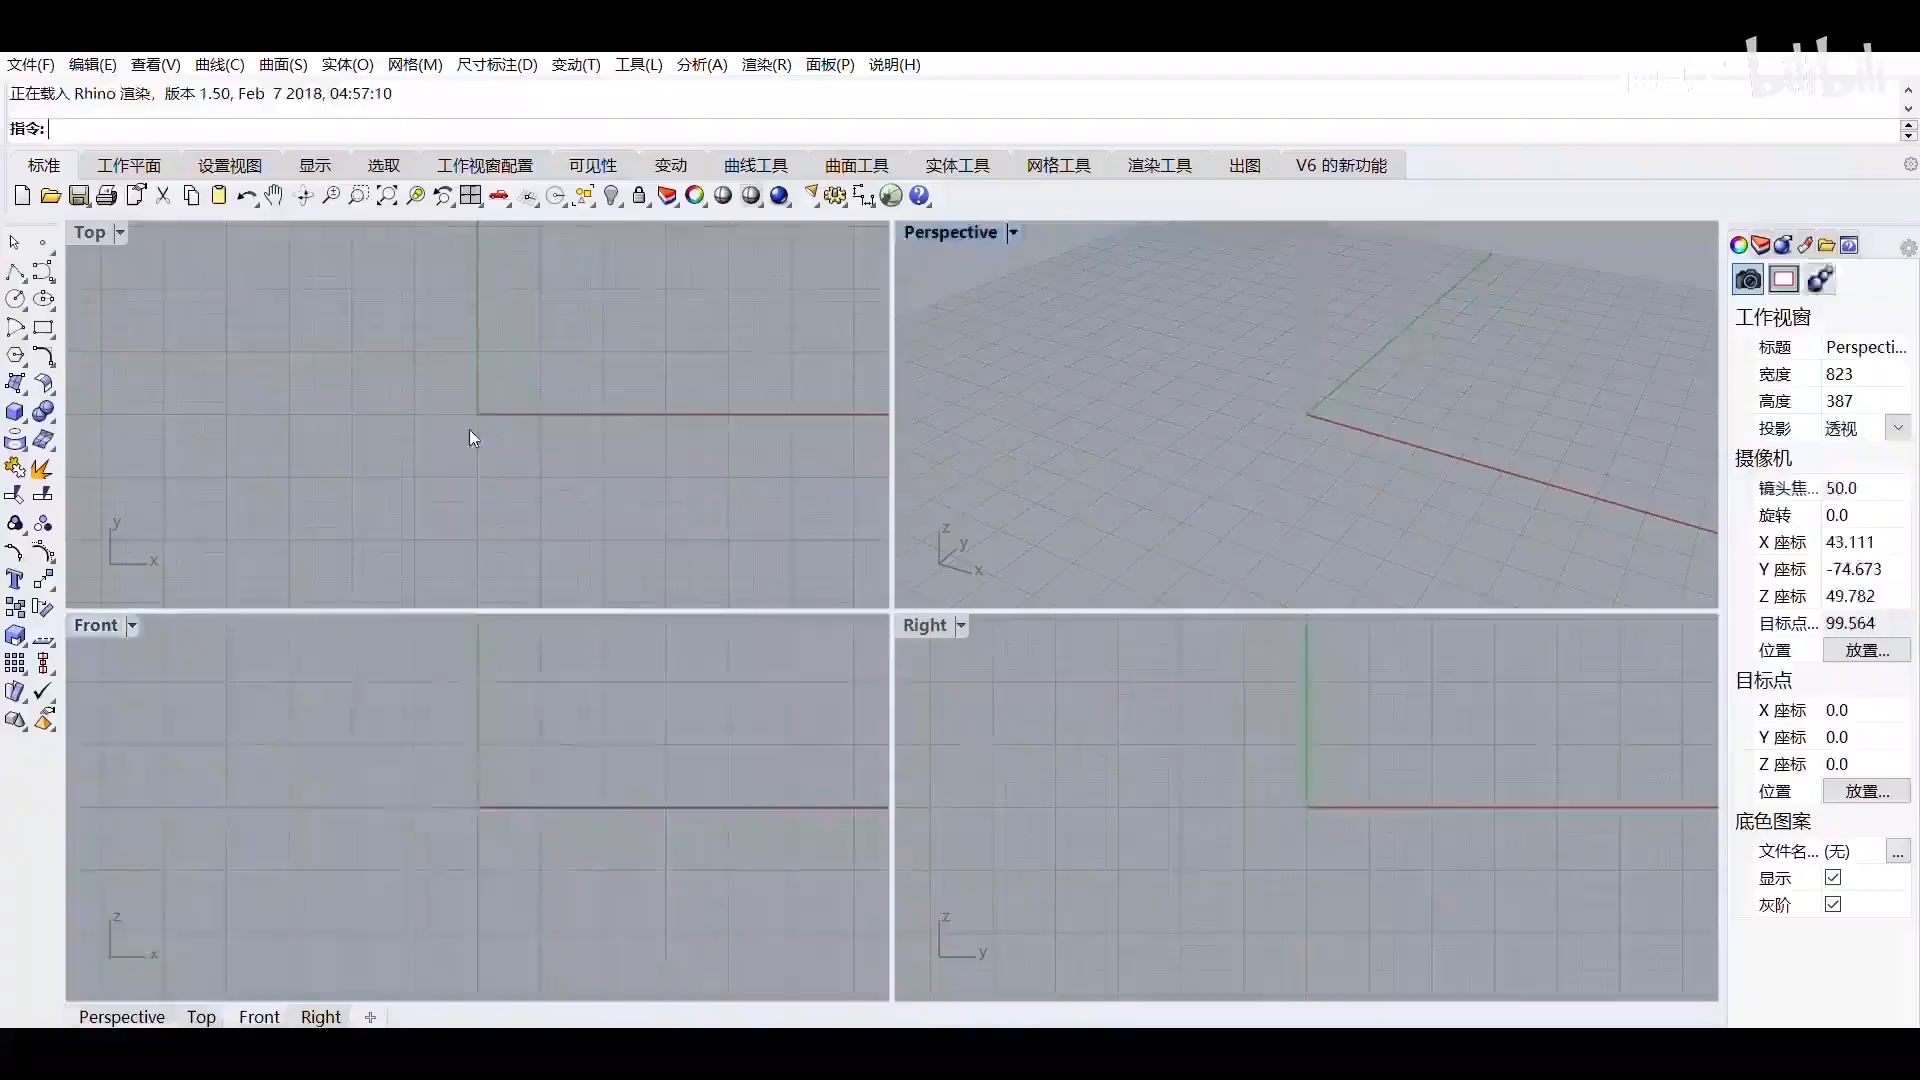 bilibili
文件(F) 编辑(E) 查看(V) 曲线(C) 曲面(S) 实体(O) 网格(M) 尺寸标注(D) 变动(T) 工具(L) 分析(A) 渲染(R) 面板(P) 说明(H)
正在载入 Rhino 渲染，版本 1.50, Feb 7 2018, 04:57:10
指令:
标准 工作平面 设置视图 显示 选取 工作视窗配置 可见性 变动 曲线工具 曲面工具 实体工具 网格工具 渲染工具 出图 V6 的新功能
Top
y
x
Perspective
z
y
x
Front
z
x
Right
z
y
Perspective Top Front Right
工作视窗
标题 Perspecti...
宽度 823
高度 387
投影 透视
摄像机
镜头焦... 50.0
旋转 0.0
X 座标 43.111
Y 座标 -74.673
Z 座标 49.782
目标点... 99.564
位置 放置...
目标点
X 座标 0.0
Y 座标 0.0
Z 座标 0.0
位置 放置...
底色图案
文件名... (无) ...
显示
灰阶